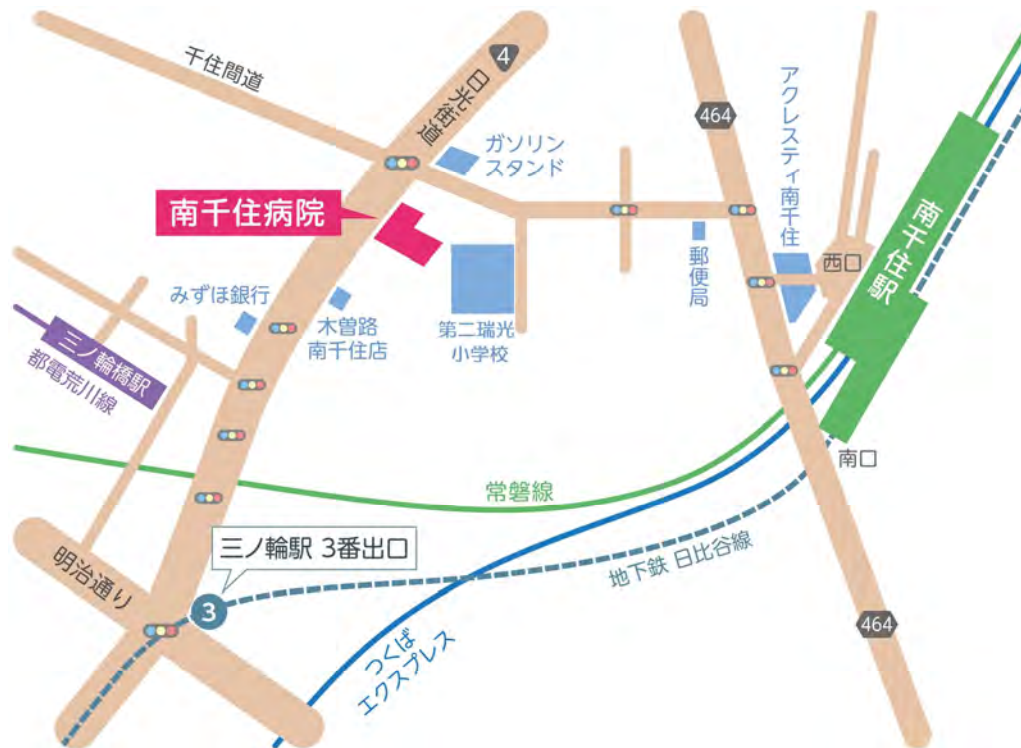 千住間道
4
日光街道
ガソリン
スタンド
464
アクレスティ南千住
南千住病院
南千住駅
西口
郵便局
みずほ銀行
木曽路
南千住店
第二瑞光
小学校
三ノ輪橋駅
都電荒川線
南口
常磐線
三ノ輪駅 3番出口
明治通り
3
地下鉄 日比谷線
464
つくば
エクスプレス